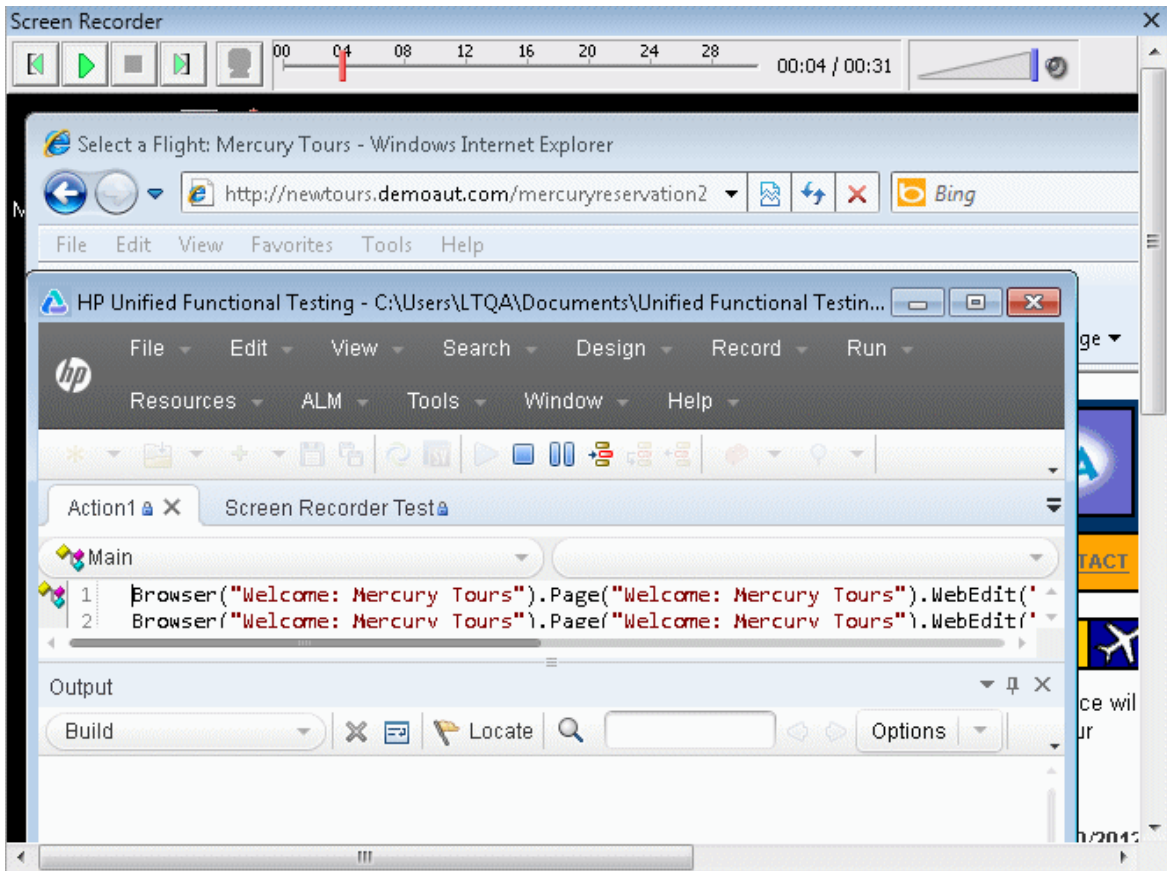 Screen Recorder
00 04 08 12 16 20 24 28 00:04 / 00:31
Select a Flight: Mercury Tours - Windows Internet Explorer
http://newtours.demoaut.com/mercuryreservation2 Bing
File Edit View Favorites Tools Help
HP Unified Functional Testing - C:\Users\LTQA\Documents\Unified Functional Testin...
File Edit View Search Design Record Run
ge
hp
Resources ALM Tools Window Help
Action1 Screen Recorder Test
Main
TACT
1 Browser("Welcome: Mercury Tours").Page("Welcome: Mercury Tours").WebEdit("
2 Browser("Welcome: Mercury Tours").Page("Welcome: Mercury Tours").WebEdit("
Output
ce wil
Build Locate Options
ur
0/2012